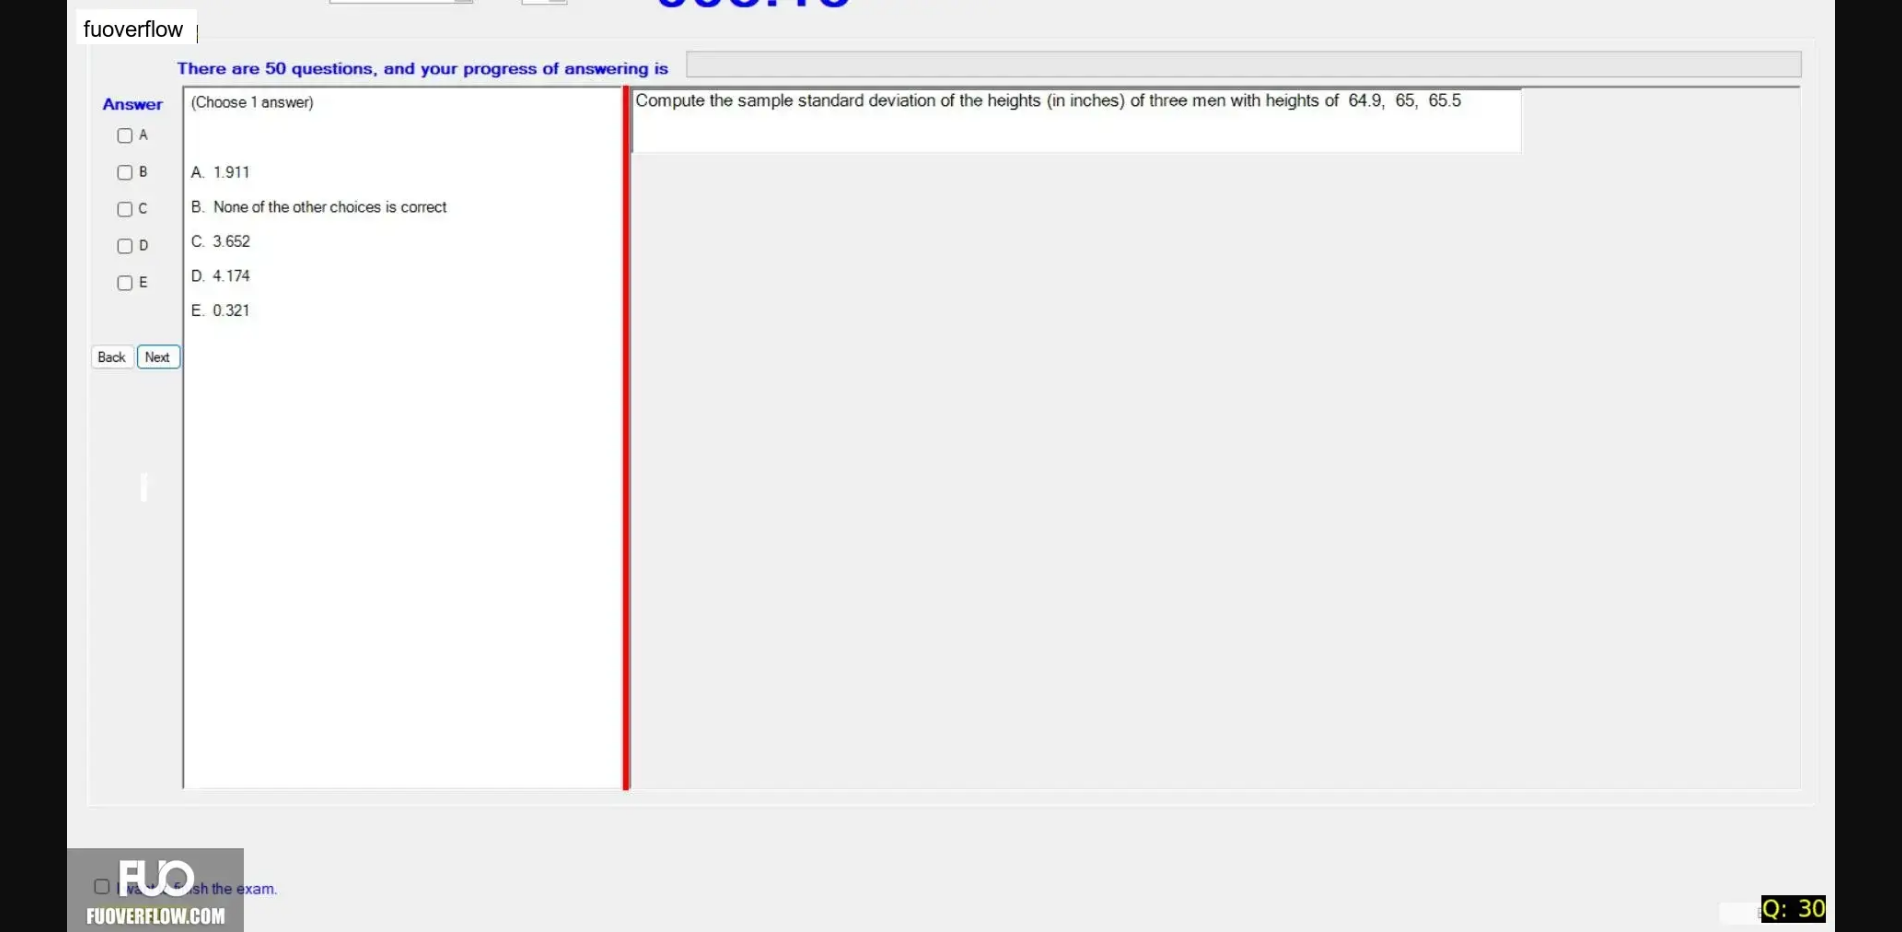 fuoverflow
There are 50 questions, and your progress of answering is
Answer
(Choose 1 answer)
Compute the sample standard deviation of the heights (in inches) of three men with heights of 64.9, 65, 65.5
A
B
C
D
E
A. 1.911
B. None of the other choices is correct
C. 3.652
D. 4.174
E. 0.321
Back Next
FUO
sh the exam.
FUOVERFLOW.COM
Q: 30